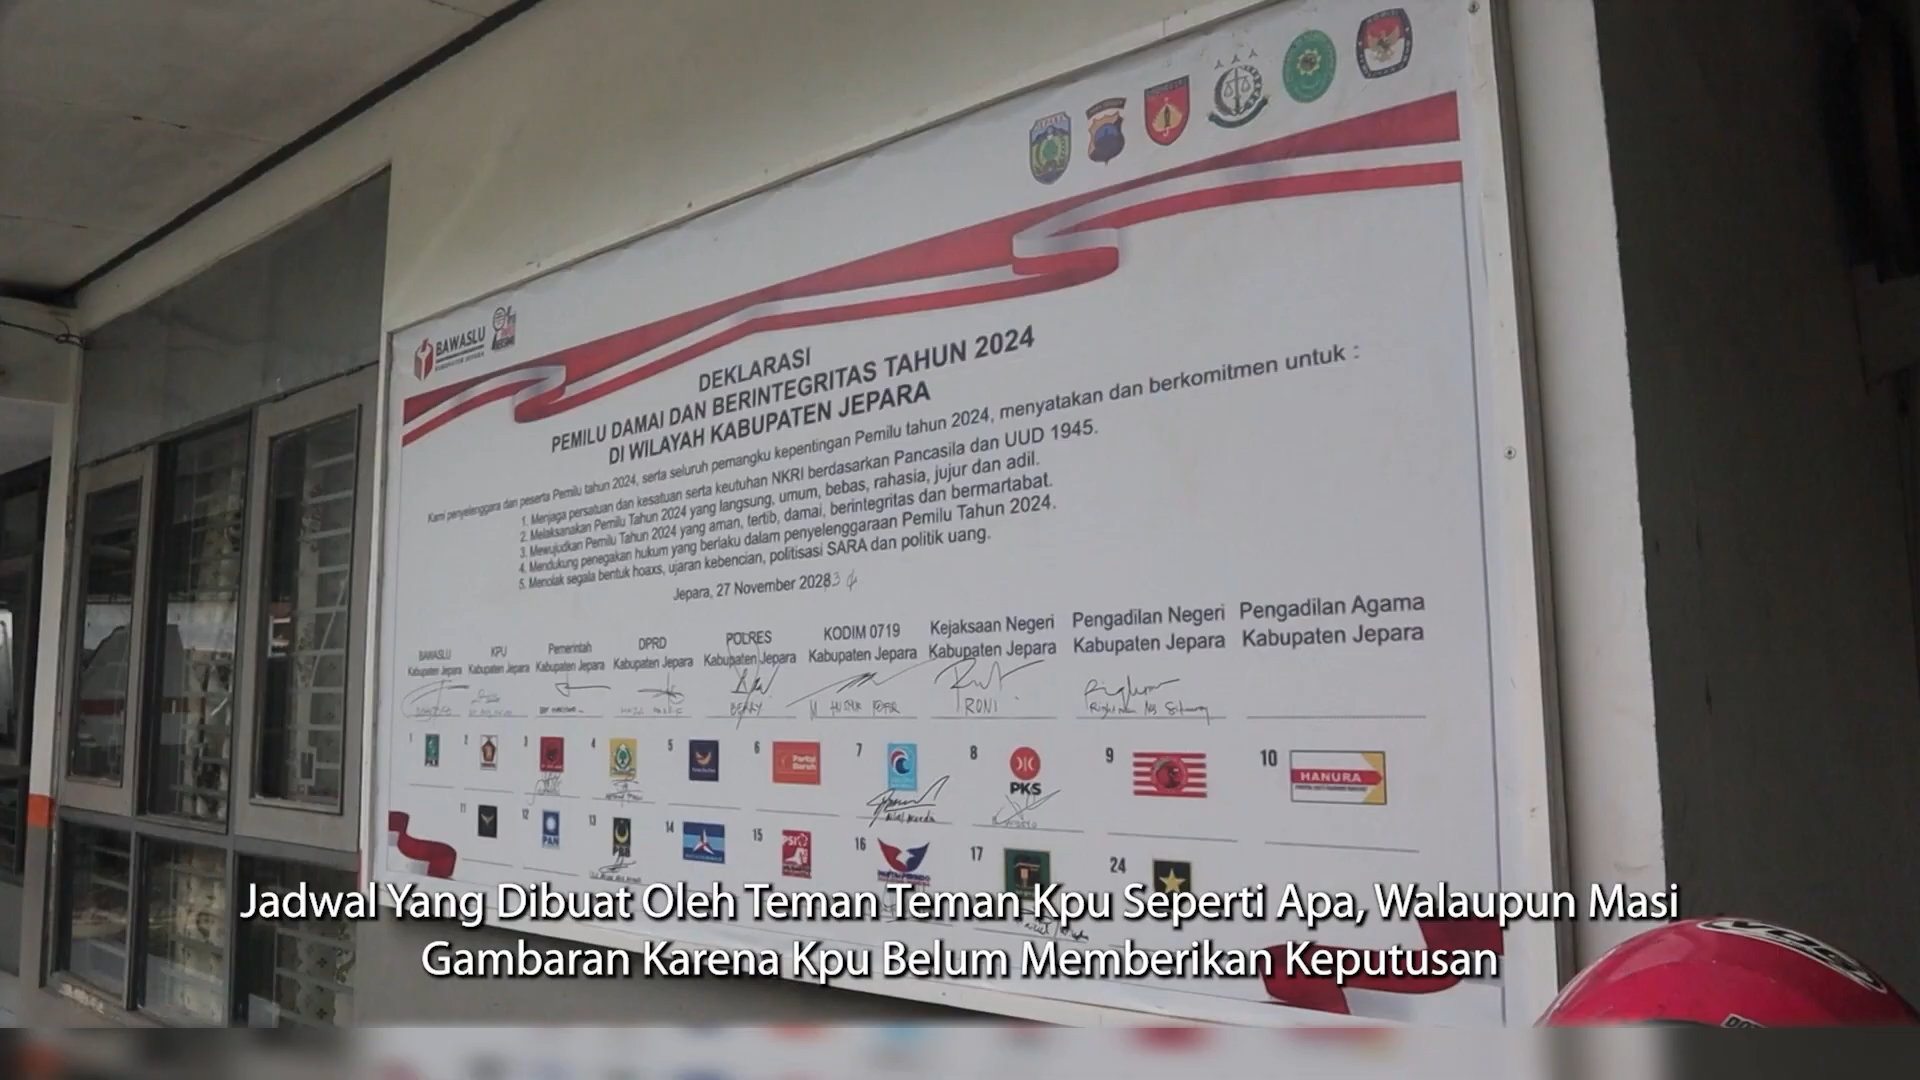 BAWASLU
KABUPATEN JEPARA
DEKLARASI
PEMILU DAMAI DAN BERINTEGRITAS TAHUN 2024
DI WILAYAH KABUPATEN JEPARA
Kami penyelenggara dan peserta Pemilu tahun 2024, serta seluruh pemangku kepentingan Pemilu tahun 2024, menyatakan dan berkomitmen untuk :
1. Menjaga persatuan dan kesatuan serta keutuhan NKRI berdasarkan Pancasila dan UUD 1945.
2. Melaksanakan Pemilu Tahun 2024 yang langsung, umum, bebas, rahasia, jujur dan adil.
3. Mewujudkan Pemilu Tahun 2024 yang aman, tertib, damai, berintegritas dan bermartabat.
4. Mendukung penegakan hukum yang berlaku dalam penyelenggaraan Pemilu Tahun 2024.
5. Menolak segala bentuk hoaxs, ujaran kebencian, politisasi SARA dan politik uang.
Jepara, 27 November 20283
BAWASLU KPU Pemerintah DPRD POLRES KODIM 0719 Kejaksaan Negeri Pengadilan Negeri Pengadilan Agama
Kabupaten Jepara Kabupaten Jepara Kabupaten Jepara Kabupaten Jepara Kabupaten Jepara Kabupaten Jepara Kabupaten Jepara Kabupaten Jepara Kabupaten Jepara
BERRY RONI
1 PKB 2 3 4 5 6 Partai Buruh 7 8 PKS 9 10 HANURA
11 12 PAN 13 PBB 14 15 PSI 16 17 24
Jadwal Yang Dibuat Oleh Teman Teman Kpu Seperti Apa, Walaupun Masi
Gambaran Karena Kpu Belum Memberikan Keputusan